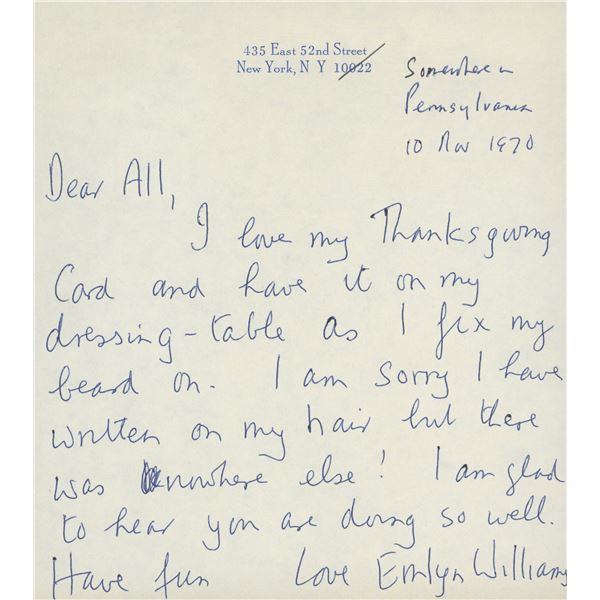 435 East 52nd Street
New York, N Y 10022
Somewhere in
Pennsylvania
10 Nov 1970
Dear All,
I love my Thanksgiving
Card and have it on my
dressing-table as I fix my
beard on. I am sorry I have
written on my hair but there
was nowhere else! I am glad
to hear you are doing so well.
Have fun Love Emlyn Williams